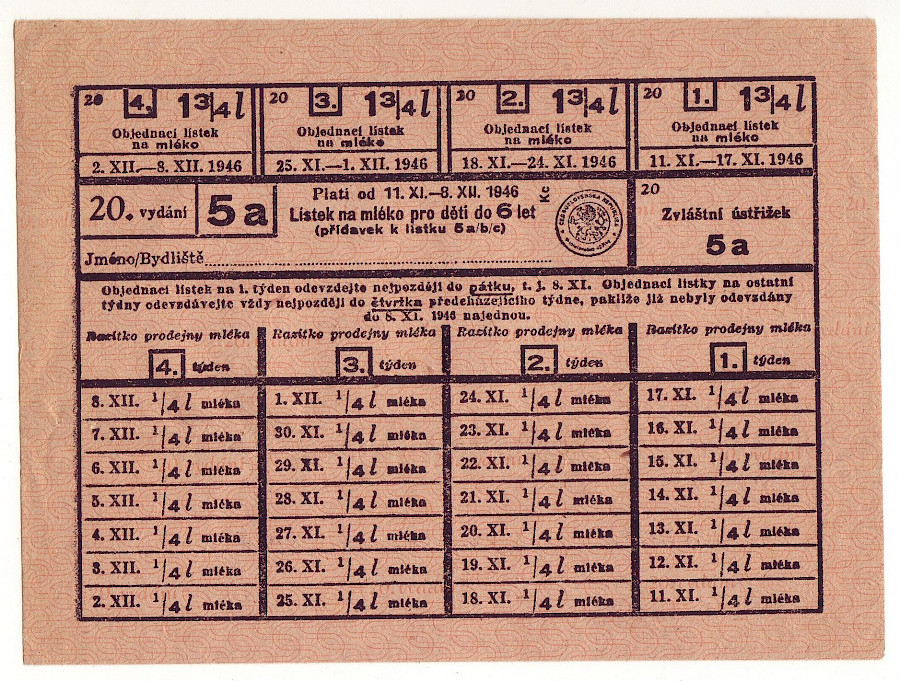 20 4. 1 3/4 l
Objednací lístek
na mléko
2. XII.—8. XII. 1946
20 3. 1 3/4 l
Objednací lístek
na mléko
25. XI.—1. XII. 1946
20 2. 1 3/4 l
Objednací lístek
na mléko
18. XI.—24. XI. 1946
20 1. 1 3/4 l
Objednací lístek
na mléko
11. XI.—17. XI. 1946
20. vydání
5a
Platí od 11. XI.—8. XII. 1946
Lístek na mléko pro děti do 6 let
(přídavek k lístku 5a/b/c)
Kc
ČESKOSLOVENSKÁ REPUBLIKA
Jméno/Bydliště
20
Zvláštní ústřižek
5a
Objednací lístek na 1. týden odevzdejte nejpozději do pátku, t. j. 8. XI. Objednací lístky na ostatní
týdny odevzdávejte vždy nejpozději do čtvrtka předcházejícího týdne, pakliže již nebyly odevzdány
do 8. XI. 1946 najednou.
Razítko prodejny mléka
4. týden
Razítko prodejny mléka
3. týden
Razítko prodejny mléka
2. týden
Razítko prodejny mléka
1. týden
8. XII. 1/4 l mléka
7. XII. 1/4 l mléka
6. XII. 1/4 l mléka
5. XII. 1/4 l mléka
4. XII. 1/4 l mléka
3. XII. 1/4 l mléka
2. XII. 1/4 l mléka
1. XII. 1/4 l mléka
30. XI. 1/4 l mléka
29. XI. 1/4 l mléka
28. XI. 1/4 l mléka
27. XI. 1/4 l mléka
26. XI. 1/4 l mléka
25. XI. 1/4 l mléka
24. XI. 1/4 l mléka
23. XI. 1/4 l mléka
22. XI. 1/4 l mléka
21. XI. 1/4 l mléka
20. XI. 1/4 l mléka
19. XI. 1/4 l mléka
18. XI. 1/4 l mléka
17. XI. 1/4 l mléka
16. XI. 1/4 l mléka
15. XI. 1/4 l mléka
14. XI. 1/4 l mléka
13. XI. 1/4 l mléka
12. XI. 1/4 l mléka
11. XI. 1/4 l mléka